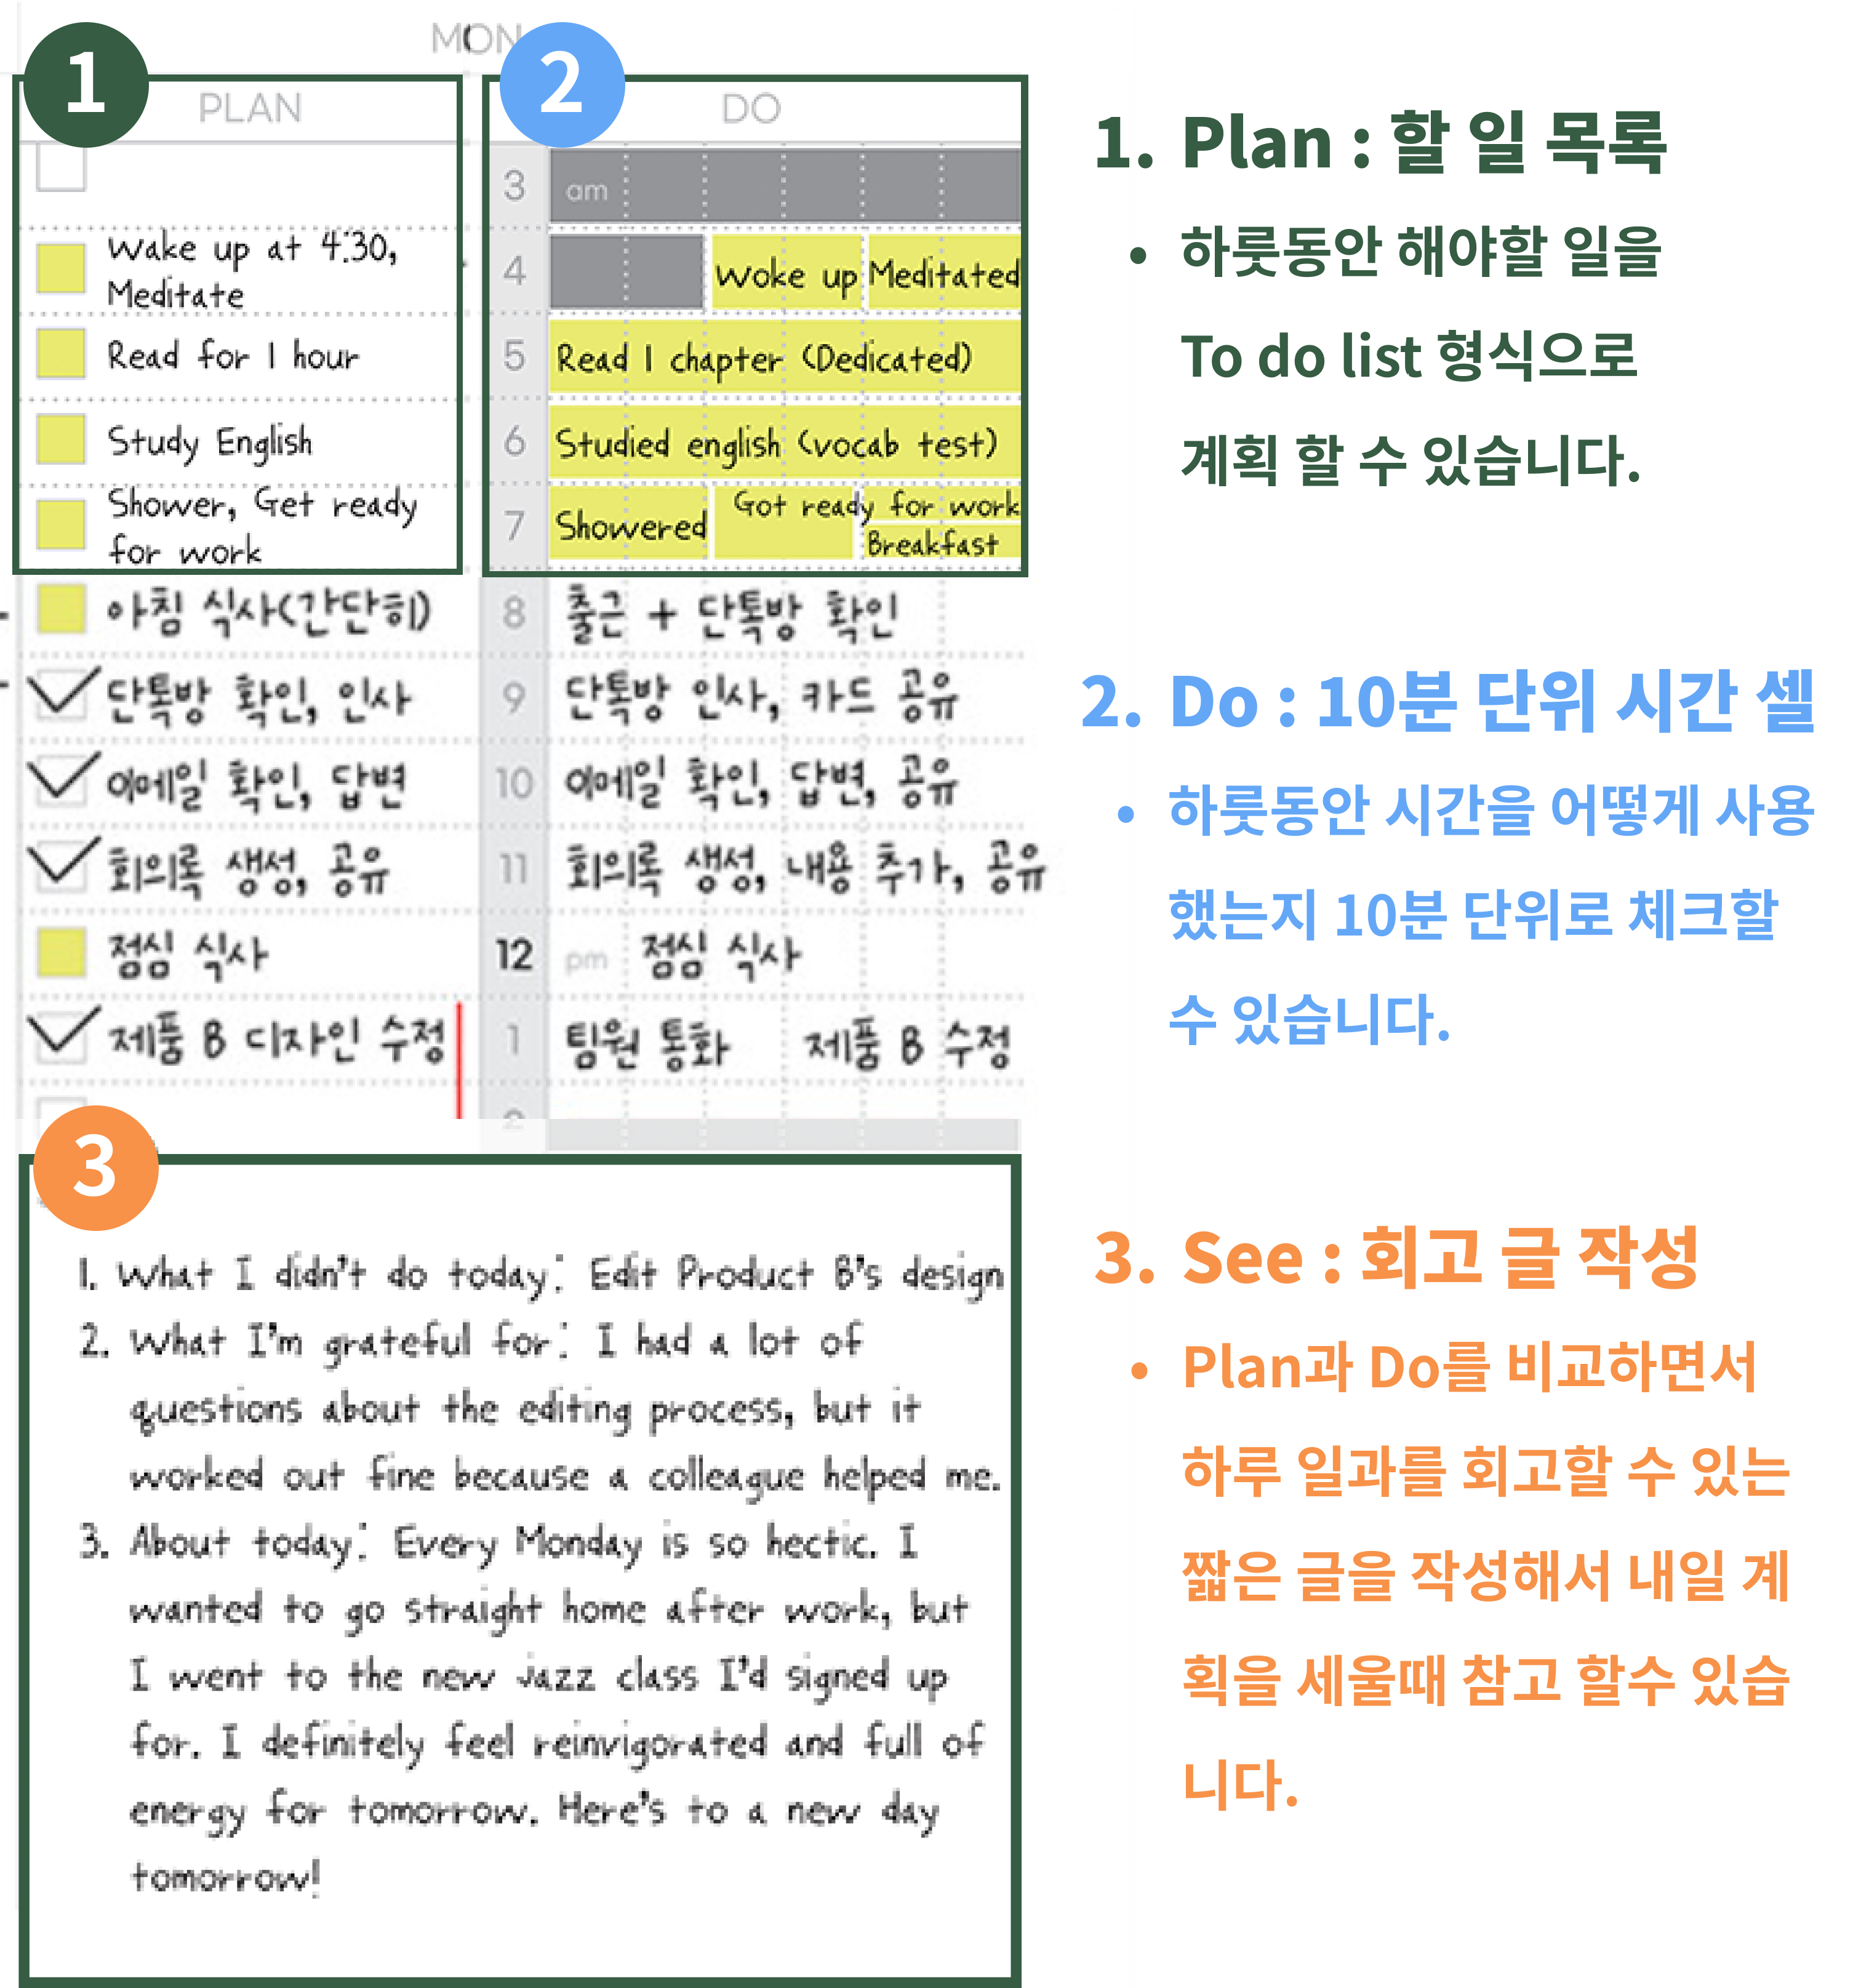 MON
1
PLAN
Wake up at 4:30,
Meditate
Read for 1 hour
Study English
Shower, Get ready
for work
아침 식사(간단히)
단톡방 확인, 인사
이메일 확인, 답변
회의록 생성, 공유
점심 식사
제품 B 디자인 수정
2
DO
3 am
4 Woke up Meditated
5 Read 1 chapter (Dedicated)
6 Studied english (vocab test)
7 Showered Got ready for work
Breakfast
8 출근 + 단톡방 확인
9 단톡방 인사, 카드 공유
10 이메일 확인, 답변, 공유
11 회의록 생성, 내용 추가, 공유
12 pm 점심 식사
1 팀원 통화 제품 B 수정
3
1. What I didn't do today: Edit Product B's design
2. What I'm grateful for: I had a lot of
questions about the editing process, but it
worked out fine because a colleague helped me.
3. About today: Every Monday is so hectic. I
wanted to go straight home after work, but
I went to the new jazz class I'd signed up
for. I definitely feel reinvigorated and full of
energy for tomorrow. Here's to a new day
tomorrow!
1. Plan : 할 일 목록
• 하룻동안 해야할 일을
To do list 형식으로
계획 할 수 있습니다.
2. Do : 10분 단위 시간 셀
• 하룻동안 시간을 어떻게 사용
했는지 10분 단위로 체크할
수 있습니다.
3. See : 회고 글 작성
• Plan과 Do를 비교하면서
하루 일과를 회고할 수 있는
짧은 글을 작성해서 내일 계
획을 세울때 참고 할수 있습
니다.